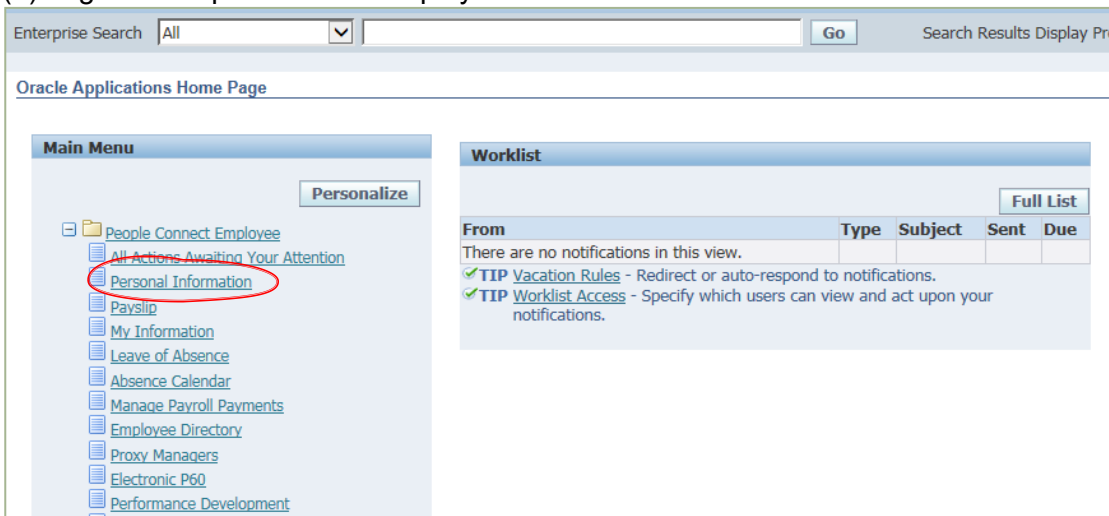 Enterprise Search All Go Search Results Display
Oracle Applications Home Page
Main Menu
Personalize
People Connect Employee
All Actions Awaiting Your Attention
Personal Information
Payslip
My Information
Leave of Absence
Absence Calendar
Manage Payroll Payments
Employee Directory
Proxy Managers
Electronic P60
Performance Development
Worklist
Full List
From Type Subject Sent Due
There are no notifications in this view.
TIP Vacation Rules - Redirect or auto-respond to notifications.
TIP Worklist Access - Specify which users can view and act upon your
notifications.